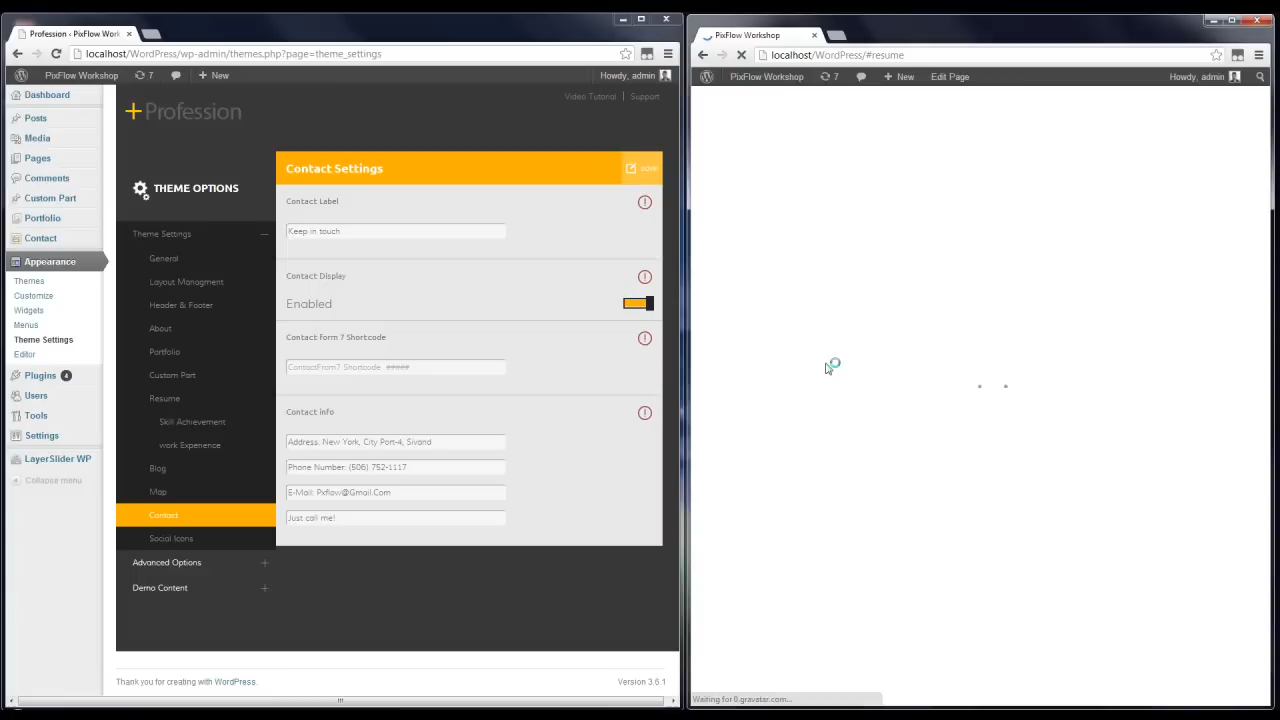 Profession - PixFlow Work
localhost/WordPress/wp-admin/themes.php?page=theme_settings
PixFlow Workshop
7
New
Howdy, admin
Dashboard
Posts
Media
Pages
Comments
Custom Part
Portfolio
Contact
Appearance
Themes
Customize
Widgets
Menus
Theme Settings
Editor
Plugins 4
Users
Tools
Settings
LayerSlider WP
Collapse menu
Video Tutorial | Support
+Profession
THEME OPTIONS
Theme Settings
General
Layout Managment
Header & Footer
About
Portfolio
Custom Part
Resume
Skill Achievement
work Experience
Blog
Map
Contact
Social Icons
Advanced Options
Demo Content
Contact Settings
Contact Label
Keep in touch
Contact Display
Enabled
Contact Form 7 Shortcode
ContactFrom7 Shortcode #####
Contact info
Address: New York, City Port-4, Sivand
Phone Number: (506) 752-1117
E-Mail: Pxflow@Gmail.Com
Just call me!
Thank you for creating with WordPress.
Version 3.6.1
PixFlow Workshop
localhost/WordPress/#resume
PixFlow Workshop
7
New
Edit Page
Howdy, admin
Waiting for 0.gravatar.com...